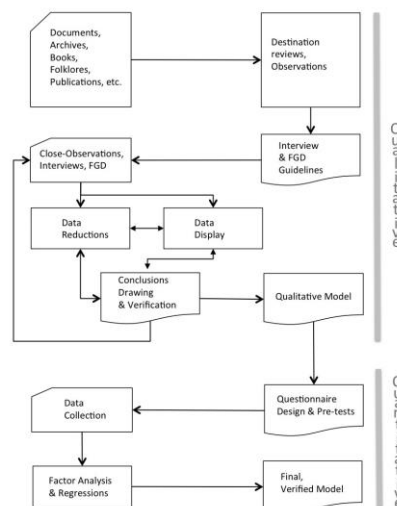 Documents,
Archives,
Books,
Folklores,
Publications, etc.
Destination
reviews,
Observations
Close-Observations,
Interviews, FGD
Interview
& FGD
Guidelines
Data
Reductions
Data
Display
Conclusions
Drawing
& Verification
Qualitative Model
Qualitative
Data
Collection
Questionnaire
Design & Pre-tests
Factor Analysis
& Regressions
Final,
Verified Model